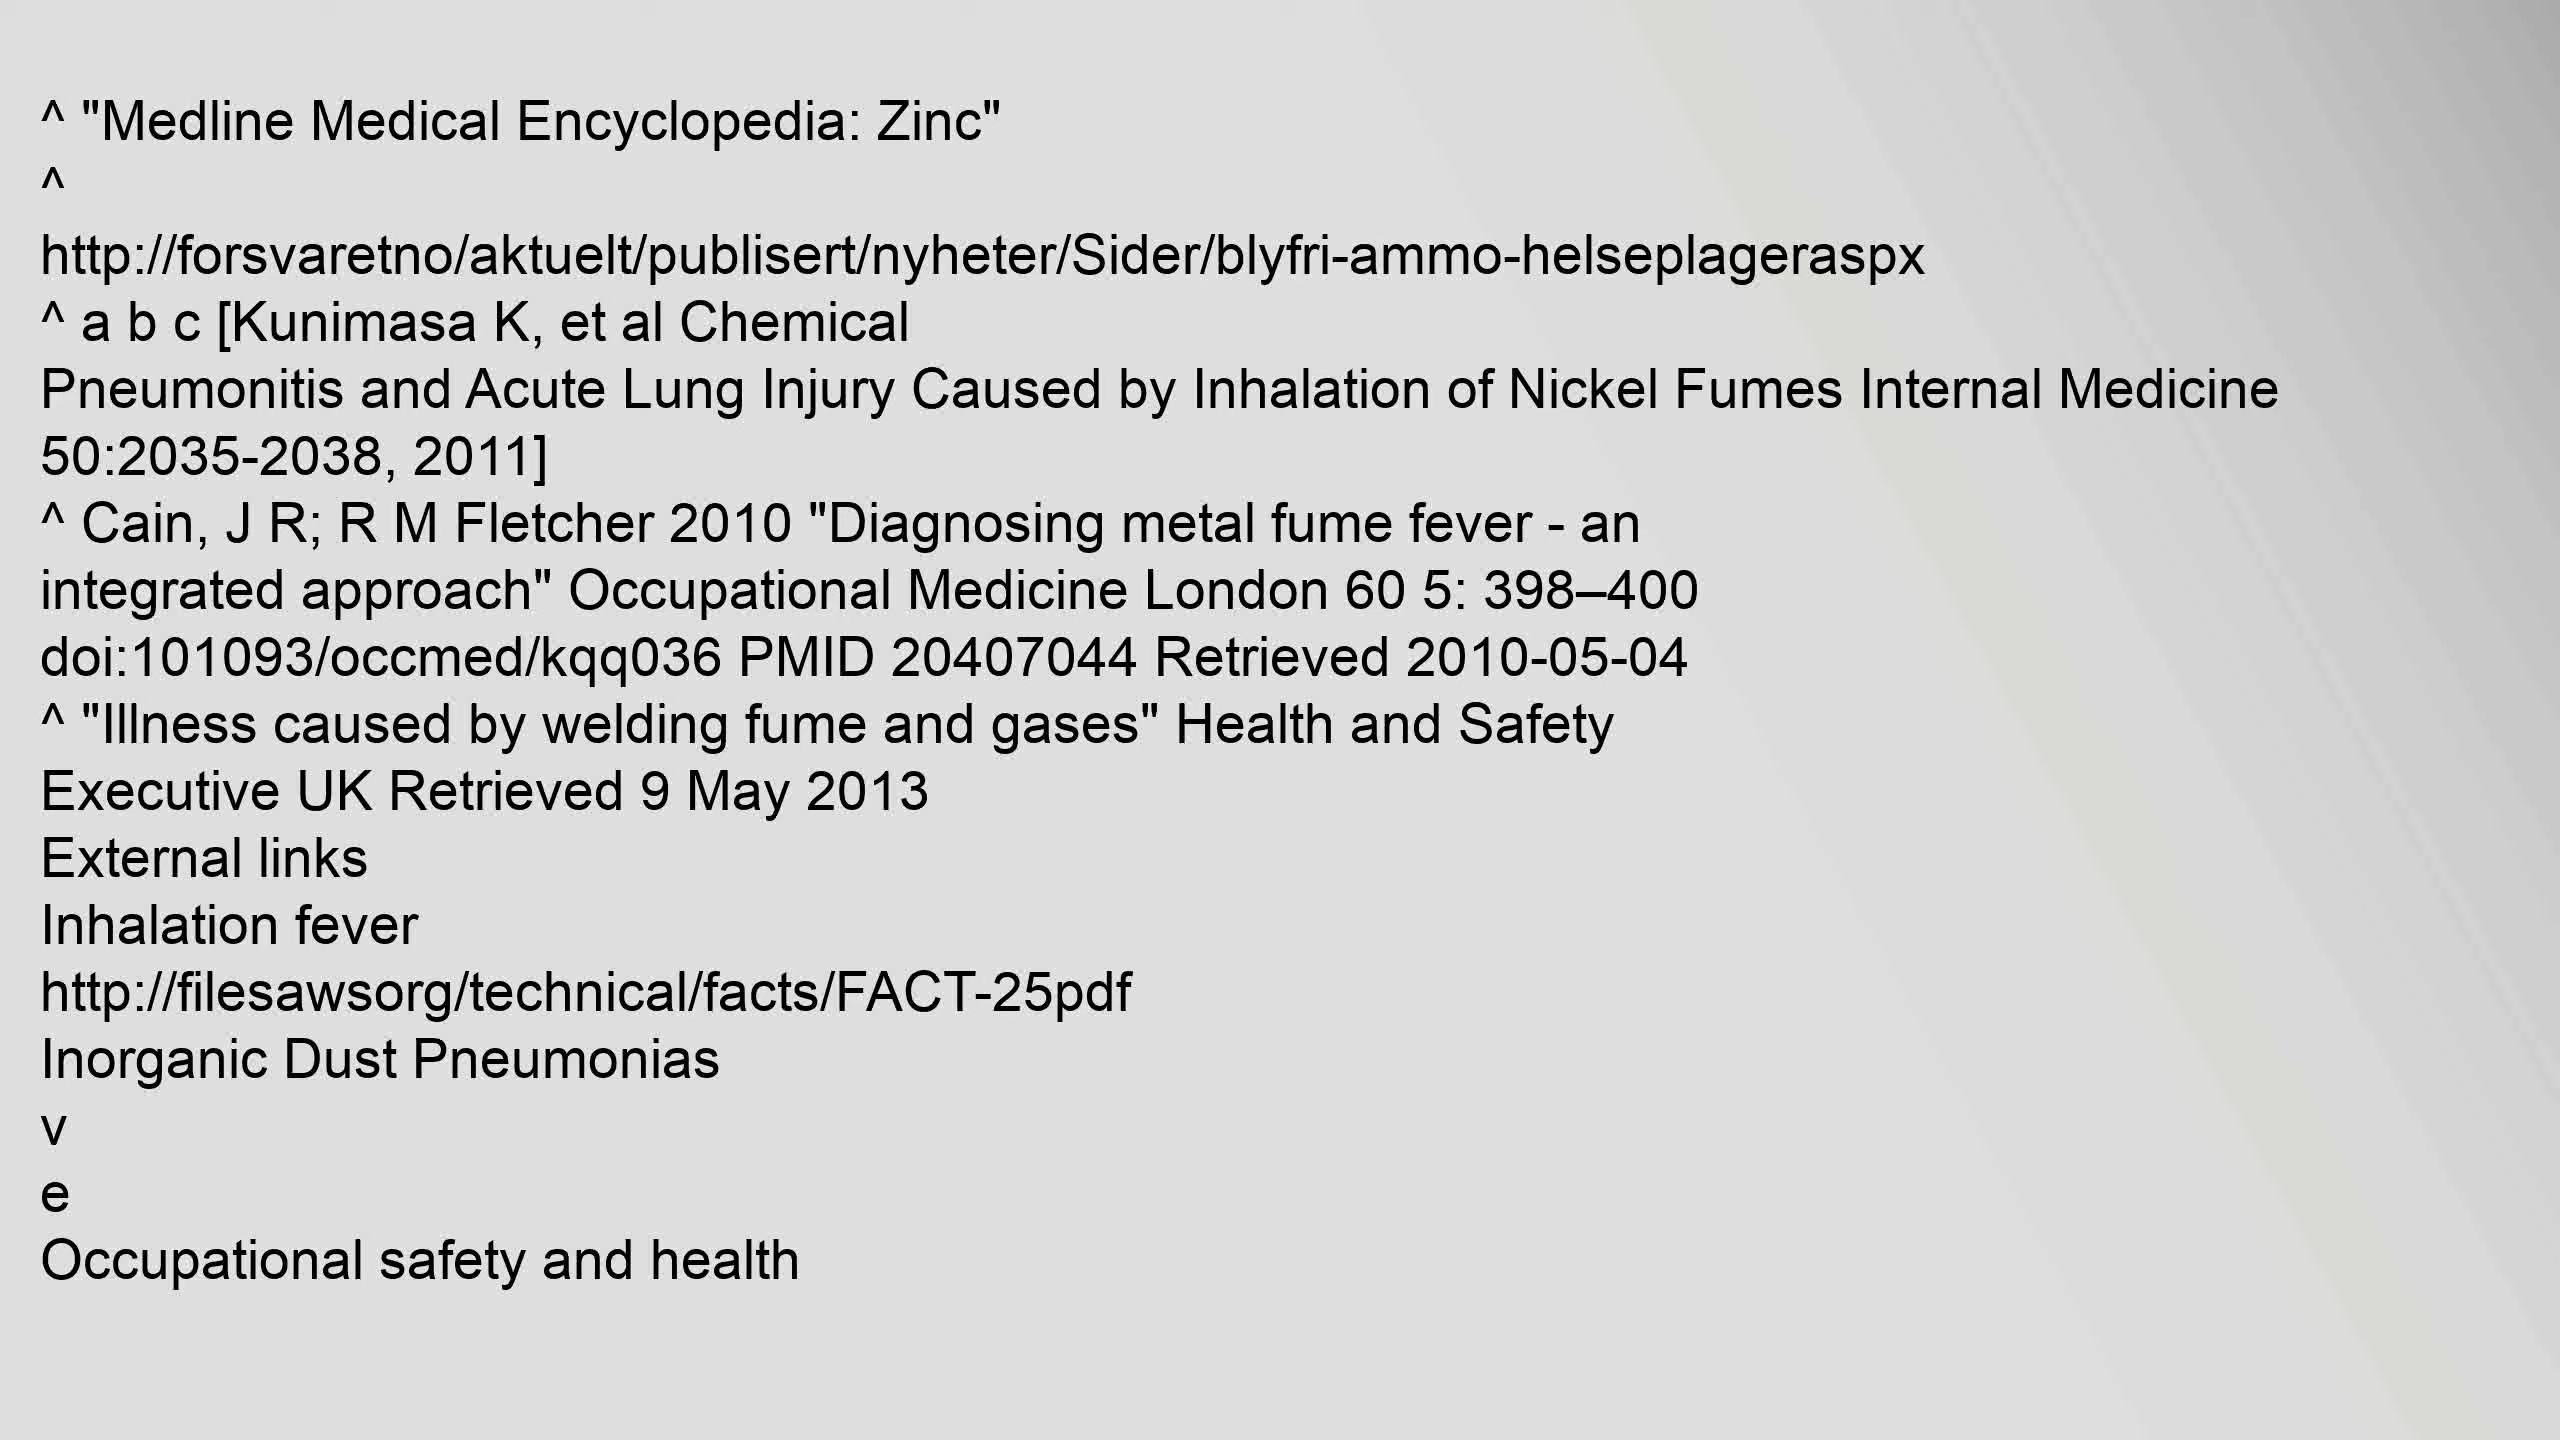 ^ "Medline Medical Encyclopedia: Zinc"
^
http://forsvaretno/aktuelt/publisert/nyheter/Sider/blyfri-ammo-helseplageraspx
^ a b c [Kunimasa K, et al Chemical
Pneumonitis and Acute Lung Injury Caused by Inhalation of Nickel Fumes Internal Medicine
50:2035-2038, 2011]
^ Cain, J R; R M Fletcher 2010 "Diagnosing metal fume fever - an
integrated approach" Occupational Medicine London 60 5: 398–400
doi:101093/occmed/kqq036 PMID 20407044 Retrieved 2010-05-04
^ "Illness caused by welding fume and gases" Health and Safety
Executive UK Retrieved 9 May 2013
External links
Inhalation fever
http://filesawsorg/technical/facts/FACT-25pdf
Inorganic Dust Pneumonias
v
e
Occupational safety and health